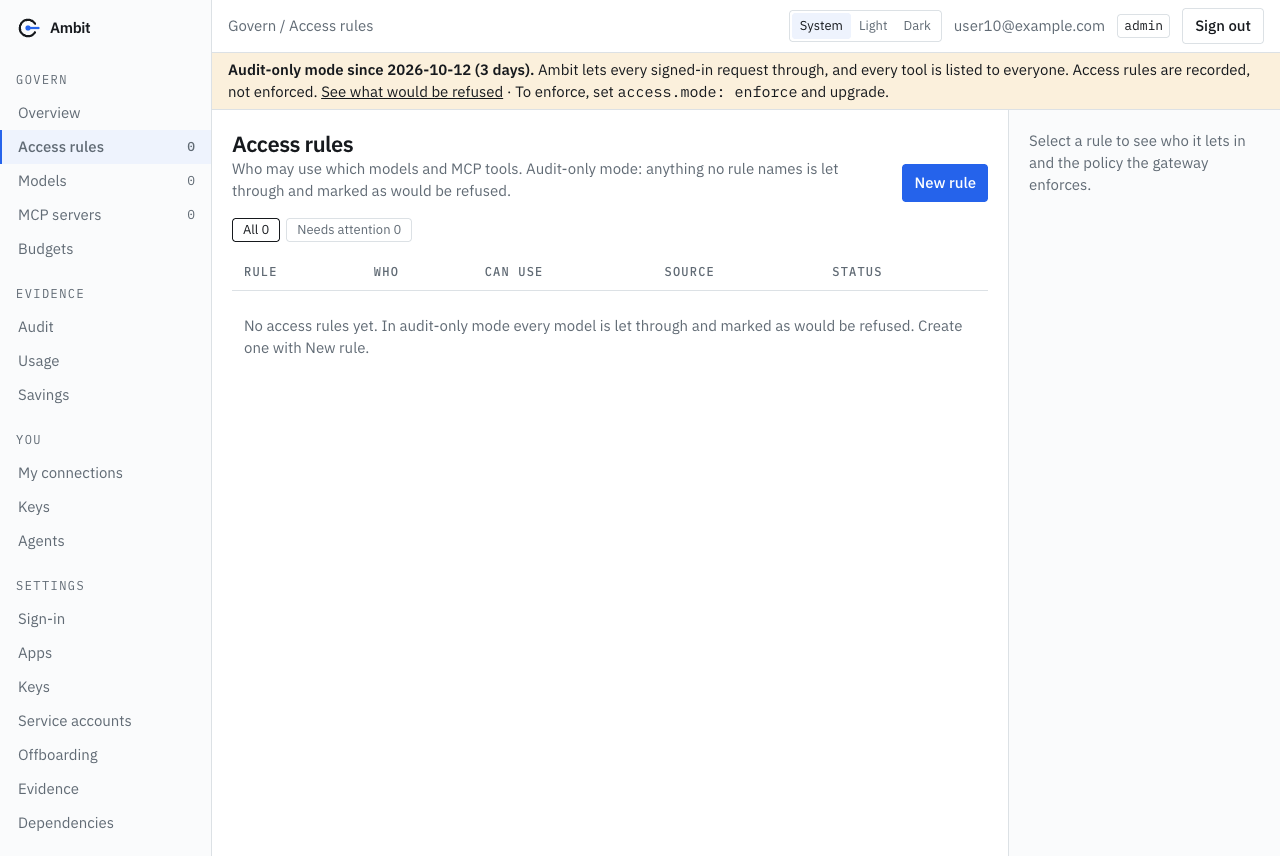 Ambit
GOVERN
Overview
Access rules 0
Models 0
MCP servers 0
Budgets
EVIDENCE
Audit
Usage
Savings
YOU
My connections
Keys
Agents
SETTINGS
Sign-in
Apps
Keys
Service accounts
Offboarding
Evidence
Dependencies
Govern / Access rules
System Light Dark user10@example.com admin Sign out
Audit-only mode since 2026-10-12 (3 days). Ambit lets every signed-in request through, and every tool is listed to everyone. Access rules are recorded,
not enforced. See what would be refused · To enforce, set access.mode: enforce and upgrade.
Access rules
Who may use which models and MCP tools. Audit-only mode: anything no rule names is let
through and marked as would be refused.
New rule
All 0 Needs attention 0
RULE WHO CAN USE SOURCE STATUS
No access rules yet. In audit-only mode every model is let through and marked as would be refused. Create
one with New rule.
Select a rule to see who it lets in
and the policy the gateway
enforces.